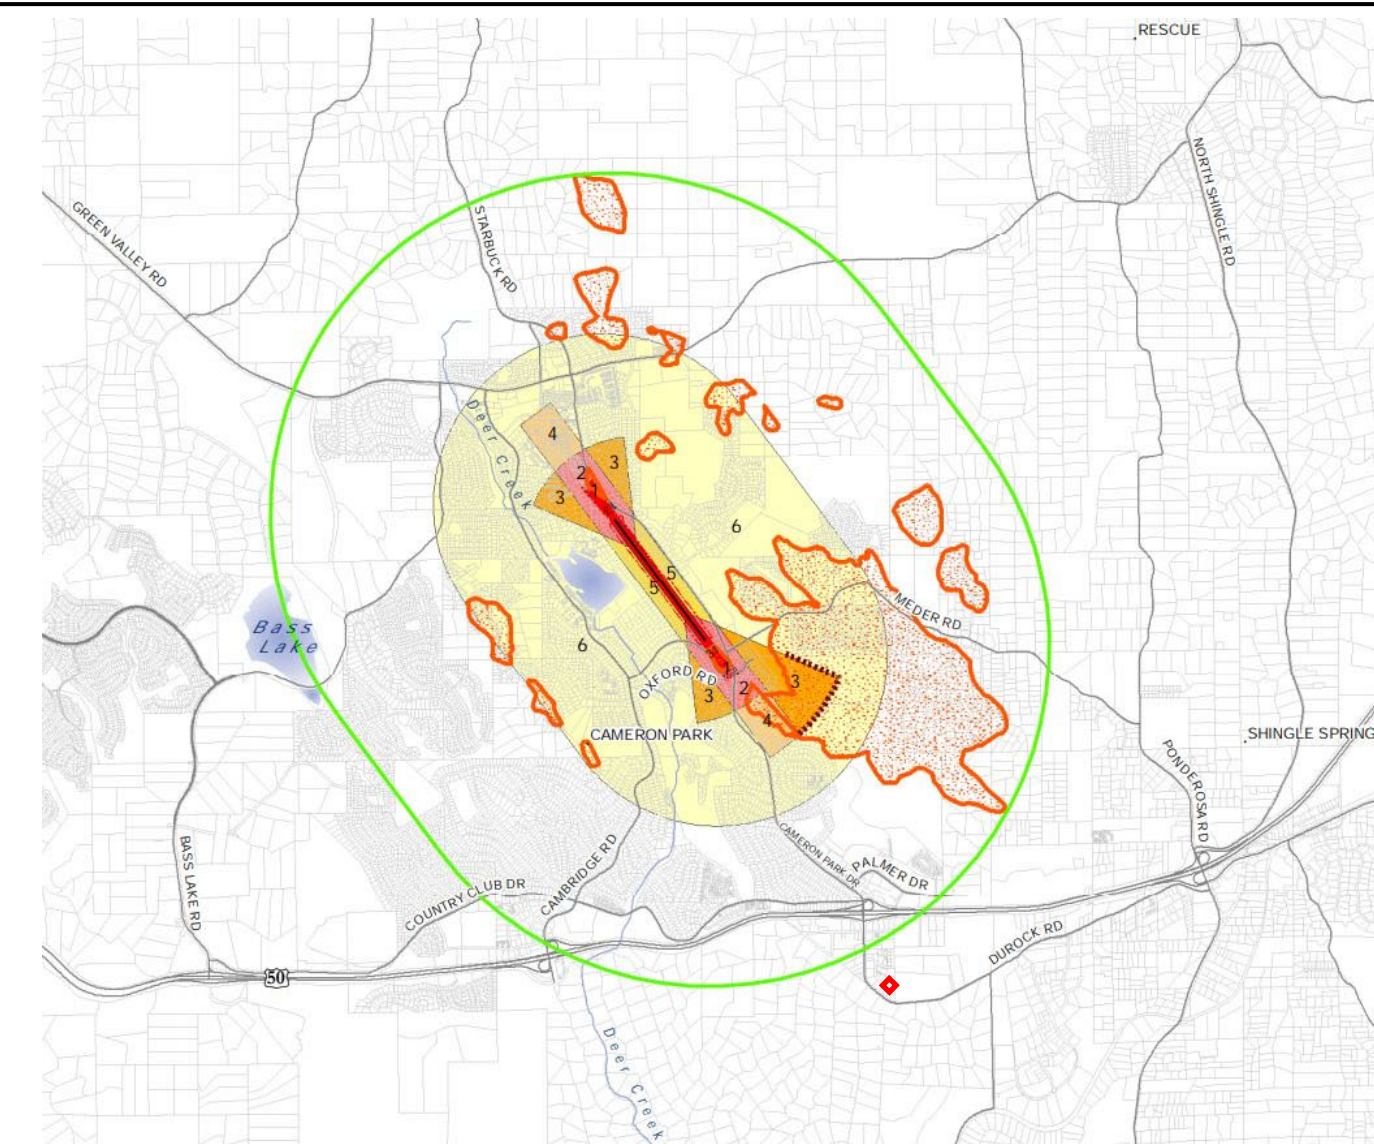 RESCUE
NORTH SHINGLE RD
GREEN VALLEY RD
STARBUCK RD
Deer Creek
4
2
3
1
3
6
5
5
Bass
Lake
MEDER RD
6
OXFORD RD
1
2
3
3
4
CAMERON PARK
SHINGLE SPRING
PONDEROSA RD
BASS LAKE RD
CAMERON PARK DR
PALMER DR
CAMBRIDGE RD
COUNTRY CLUB DR
DUROCK RD
50
Deer Creek